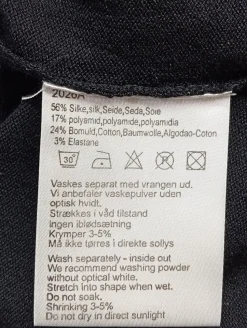 2026A
56% Silke,silk,Seide,Seda,Soie
17% polyamid,polyamide,polyamidia
24% Bomuld,Cotton,Baumwolle,Algodao-Coton
3% Elastane
30°
Vaskes separat med vrangen ud.
Vi anbefaler vaskepulver uden
optisk hvidt.
Strækkes i våd tilstand
ingen iblødsætning
Krymper 3-5%
Må ikke tørres i direkte sollys
Wash separately - inside out
We recommend washing powder
without optical white.
Stretch into shape when wet.
Do not soak.
Shrinking 3-5%
Do not dry in direct sunlight